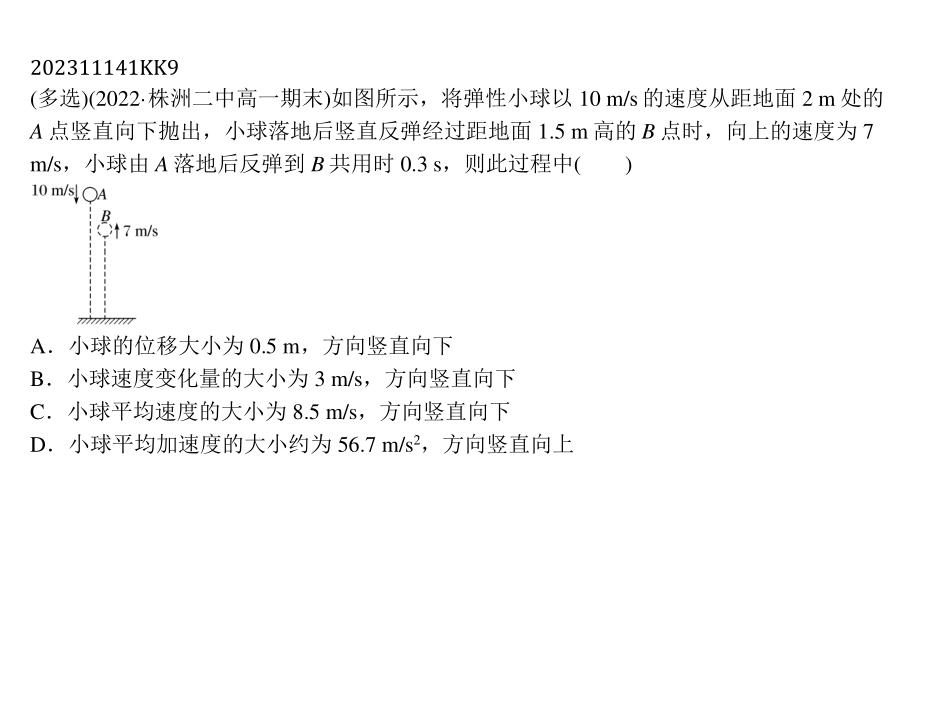 202311141KK9
(多选)(2022·株洲二中高一期末)如图所示，将弹性小球以 10 m/s 的速度从距地面 2 m 处的
A 点竖直向下抛出，小球落地后竖直反弹经过距地面 1.5 m 高的 B 点时，向上的速度为 7
m/s，小球由 A 落地后反弹到 B 共用时 0.3 s，则此过程中(　　)
10 m/s A
B
7 m/s
A．小球的位移大小为 0.5 m，方向竖直向下
B．小球速度变化量的大小为 3 m/s，方向竖直向下
C．小球平均速度的大小为 8.5 m/s，方向竖直向下
D．小球平均加速度的大小约为 56.7 m/s²，方向竖直向上